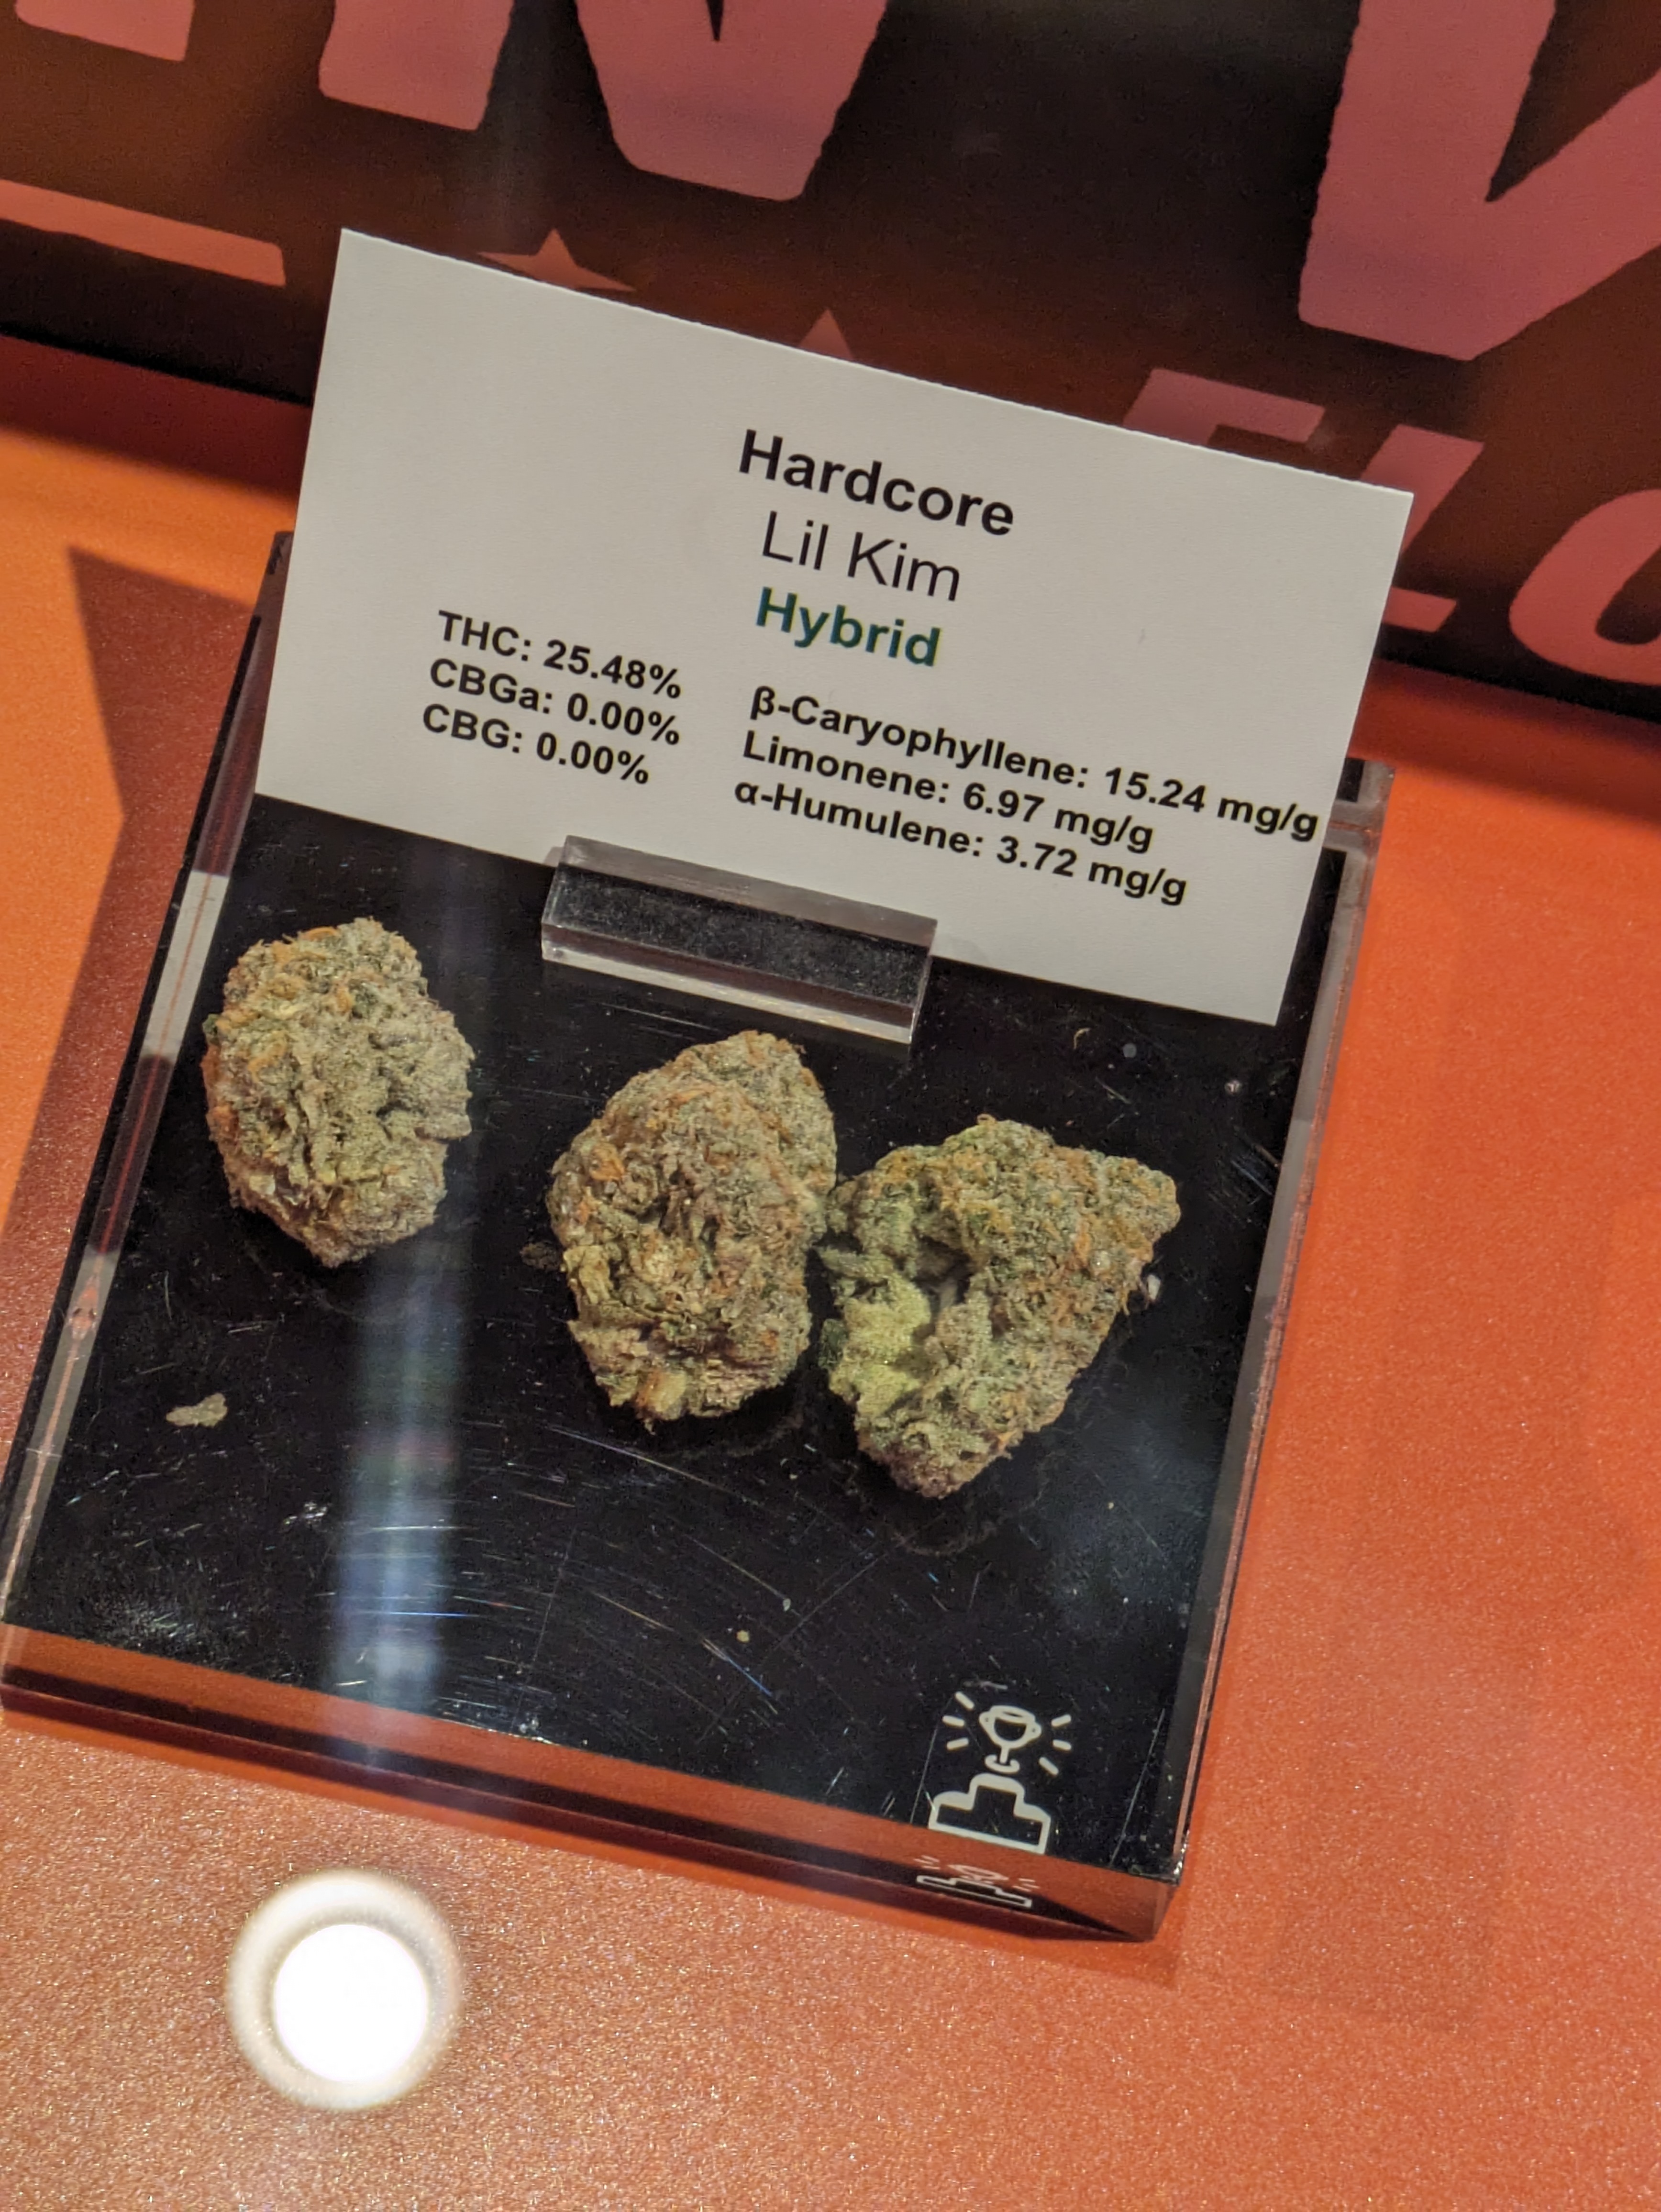 Hardcore
Lil Kim
Hybrid
THC: 25.48%
CBGa: 0.00%
CBG: 0.00%
β-Caryophyllene: 15.24 mg/g
Limonene: 6.97 mg/g
α-Humulene: 3.72 mg/g